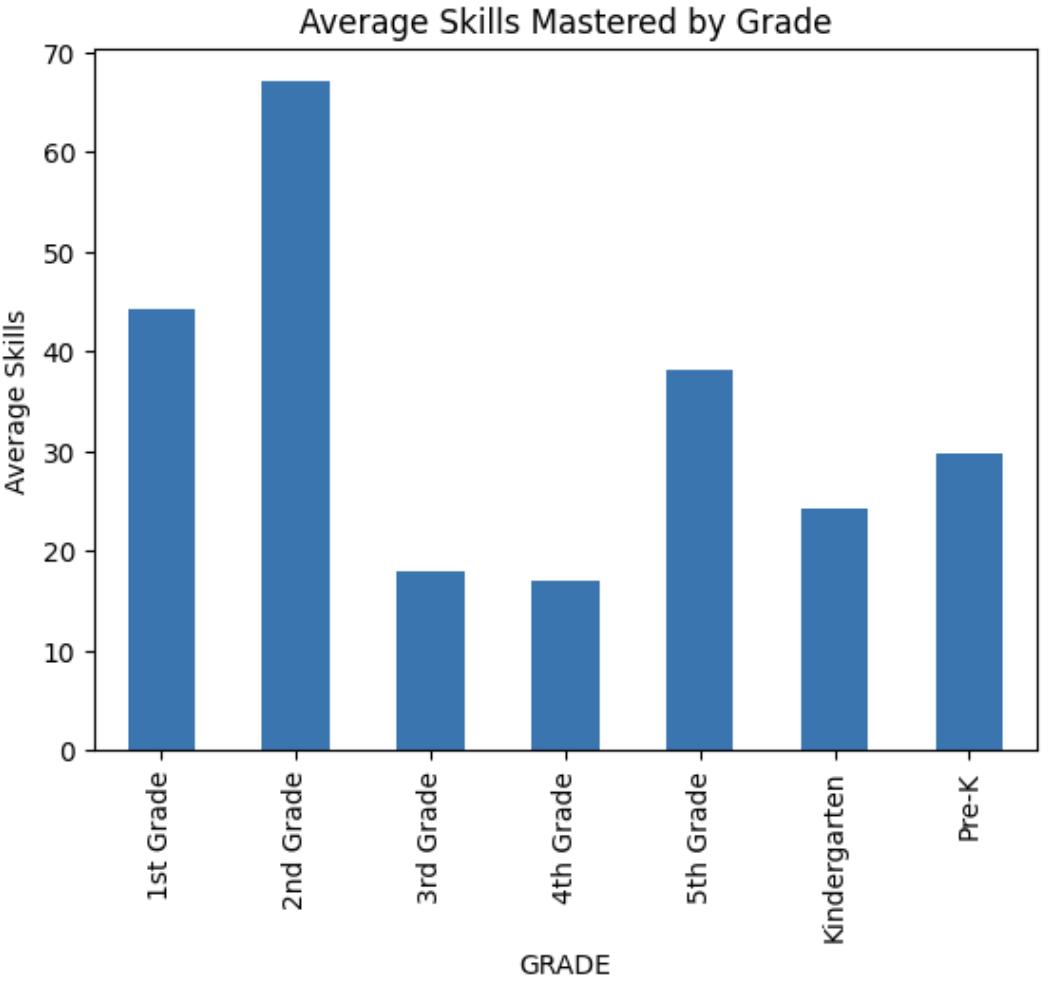 Average Skills Mastered by Grade
Average Skills
70
60
50
40
30
20
10
0
1st Grade
2nd Grade
3rd Grade
4th Grade
5th Grade
Kindergarten
Pre-K
GRADE